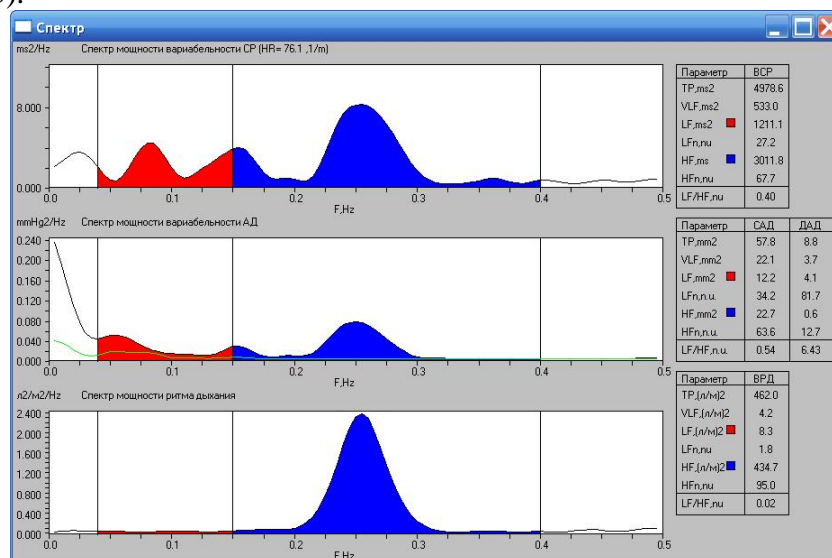 ).
Спектр
ms2/Hz Спектр мощности вариабельности СР (HR= 76.1 ,1/m)
8.000
0.000
0.0 0.1 0.2 0.3 0.4 0.5
F,Hz
Параметр ВСР
TP,ms2 4978.6
VLF,ms2 533.0
LF,ms2 1211.1
LFn,nu 27.2
HF,ms 3011.8
HFn,nu 67.7
LF/HF,nu 0.40
mmHg2/Hz Спектр мощности вариабельности АД
0.240
0.200
0.160
0.120
0.080
0.040
0.000
0.0 0.1 0.2 0.3 0.4 0.5
F,Hz
Параметр САД ДАД
TP,mm2 57.8 8.8
VLF,mm2 22.1 3.7
LF,mm2 12.2 4.1
LFn,n.u. 34.2 81.7
HF,mm2 22.7 0.6
HFn,n.u. 63.6 12.7
LF/HF,n.u. 0.54 6.43
л2/м2/Hz Спектр мощности ритма дыхания
2.400
2.000
1.600
1.200
0.800
0.400
0.000
0.0 0.1 0.2 0.3 0.4 0.5
F,Hz
Параметр ВРД
TP,(л/м)2 462.0
VLF,(л/м)2 4.2
LF,(л/м)2 8.3
LFn,nu 1.8
HF,(л/м)2 434.7
HFn,nu 95.0
LF/HF,nu 0.02